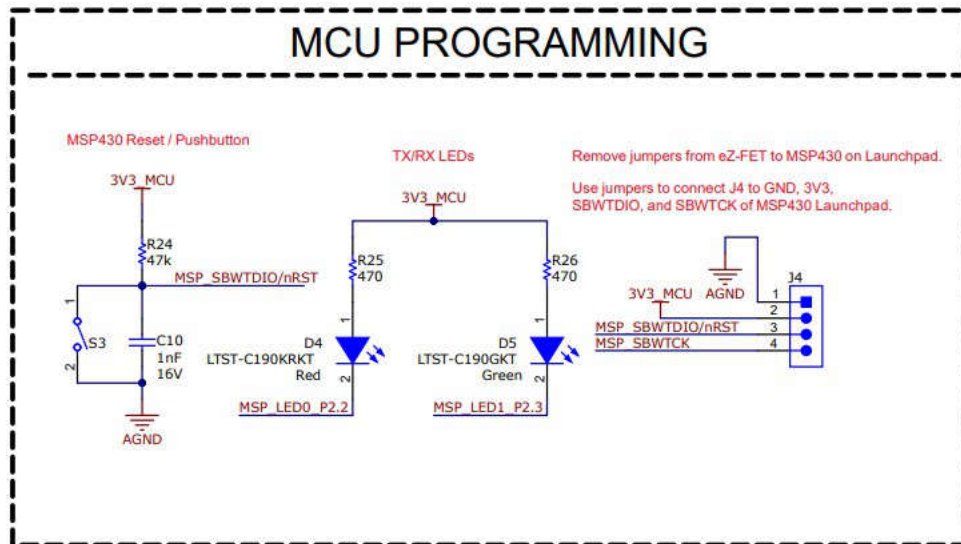 MCU PROGRAMMING
MSP430 Reset / Pushbutton
3V3_MCU
R24
47k
MSP_SBWTDIO/nRST
1
S3
2
C10
1nF
16V
AGND
TX/RX LEDs
3V3_MCU
R25
470
R26
470
1
D4
LTST-C190KRKT
Red
2
MSP_LED0_P2.2
1
D5
LTST-C190GKT
Green
2
MSP_LED1_P2.3
Remove jumpers from eZ-FET to MSP430 on Launchpad.
Use jumpers to connect J4 to GND, 3V3,
SBWTDIO, and SBWTCK of MSP430 Launchpad.
AGND
3V3_MCU
MSP_SBWTDIO/nRST
MSP_SBWTCK
J4
1
2
3
4